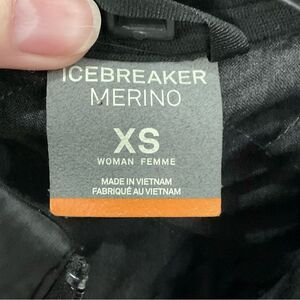 ICEBREAKER
MERINO
XS
WOMAN FEMME
MADE IN VIETNAM
FABRIQUÉ AU VIETNAM